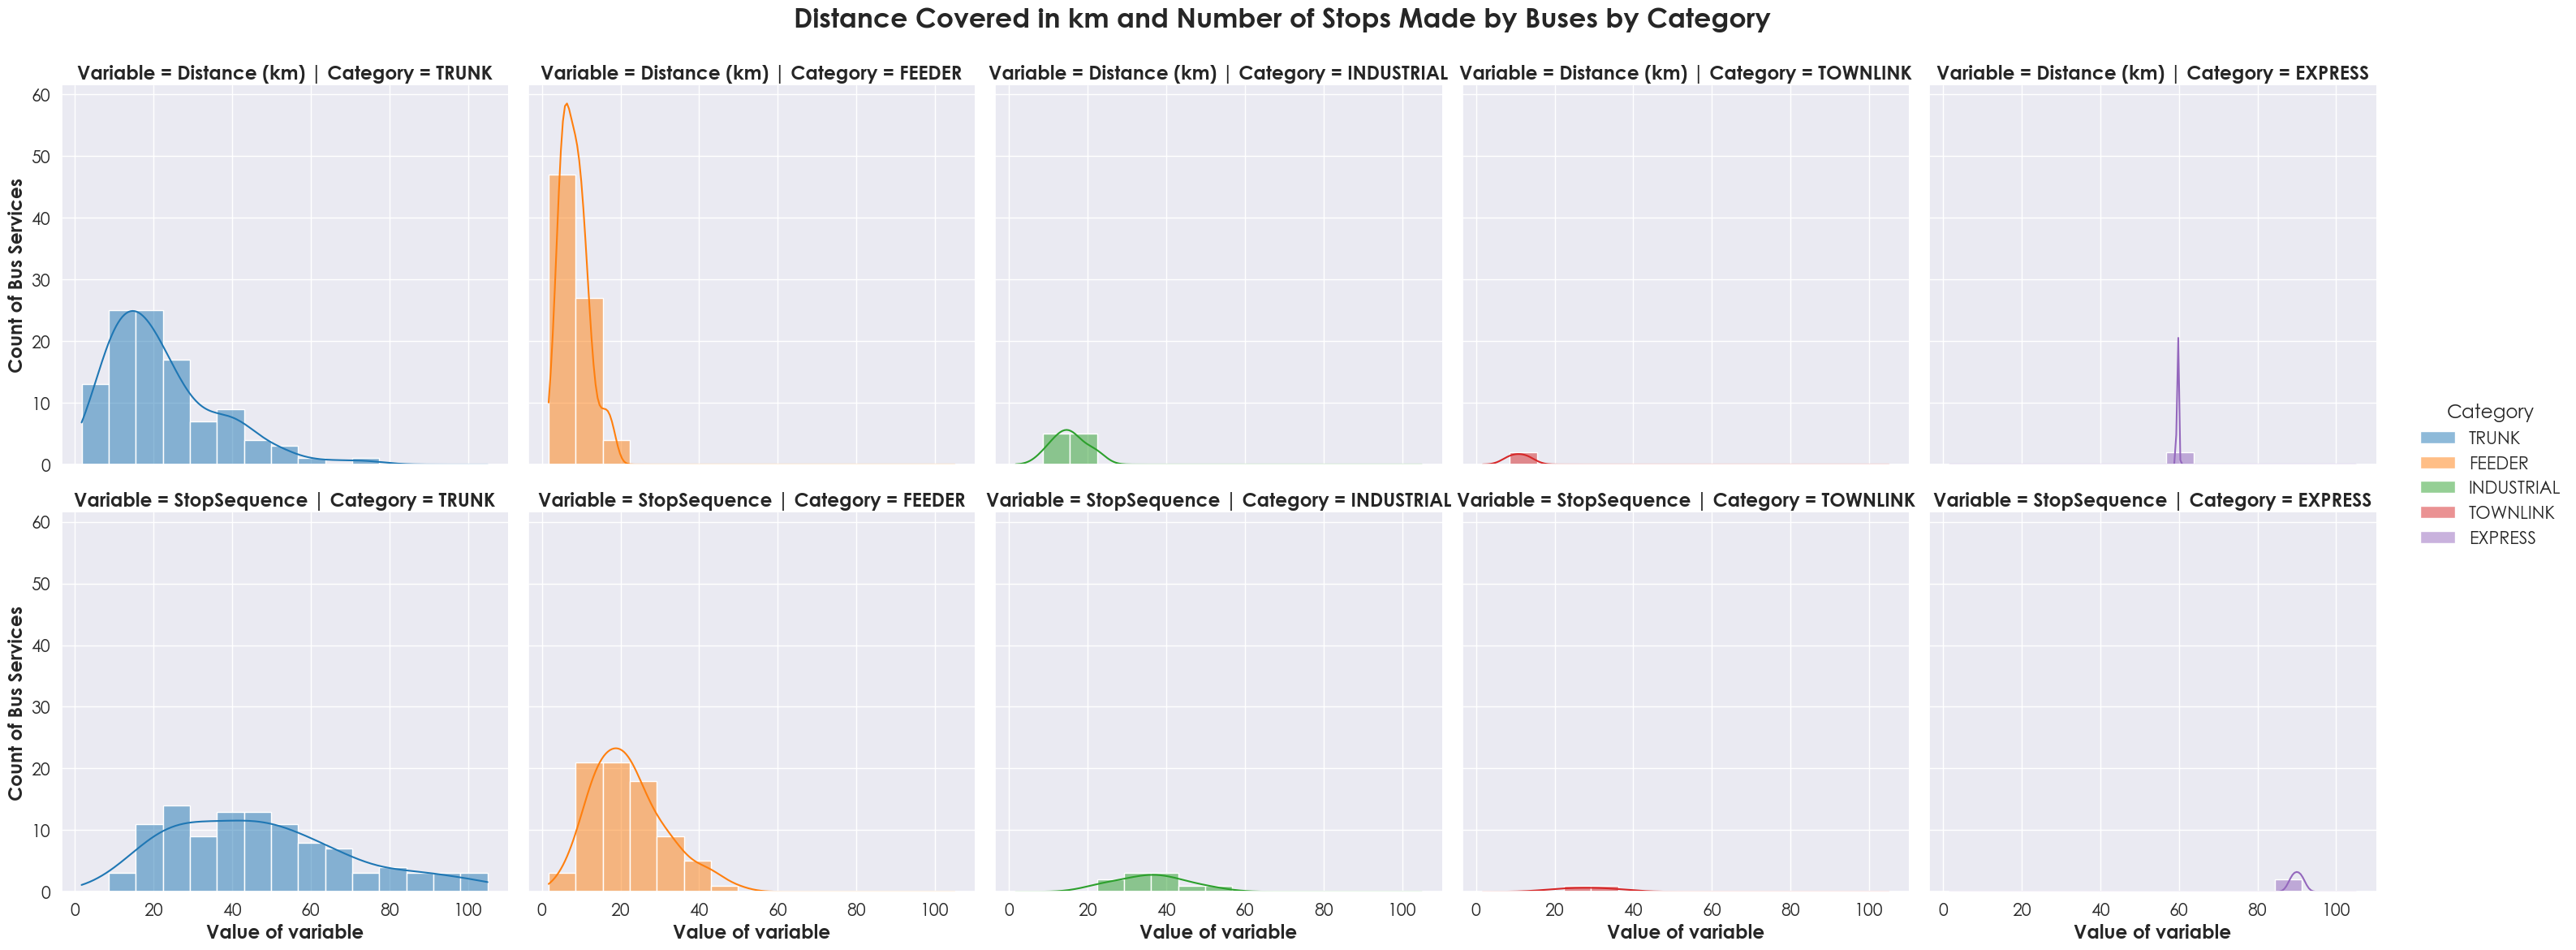 Distance Covered in km and Number of Stops Made by Buses by Category
Variable = Distance (km) | Category = TRUNK
Variable = Distance (km) | Category = FEEDER
Variable = Distance (km) | Category = INDUSTRIAL
Variable = Distance (km) | Category = TOWNLINK
Variable = Distance (km) | Category = EXPRESS
60
50
40
30
20
10
0
Count of Bus Services
Variable = StopSequence | Category = TRUNK
Variable = StopSequence | Category = FEEDER
Variable = StopSequence | Category = INDUSTRIAL
Variable = StopSequence | Category = TOWNLINK
Variable = StopSequence | Category = EXPRESS
60
50
40
30
20
10
0
Count of Bus Services
0 20 40 60 80 100
0 20 40 60 80 100
0 20 40 60 80 100
0 20 40 60 80 100
0 20 40 60 80 100
Value of variable
Value of variable
Value of variable
Value of variable
Value of variable
Category
TRUNK
FEEDER
INDUSTRIAL
TOWNLINK
EXPRESS